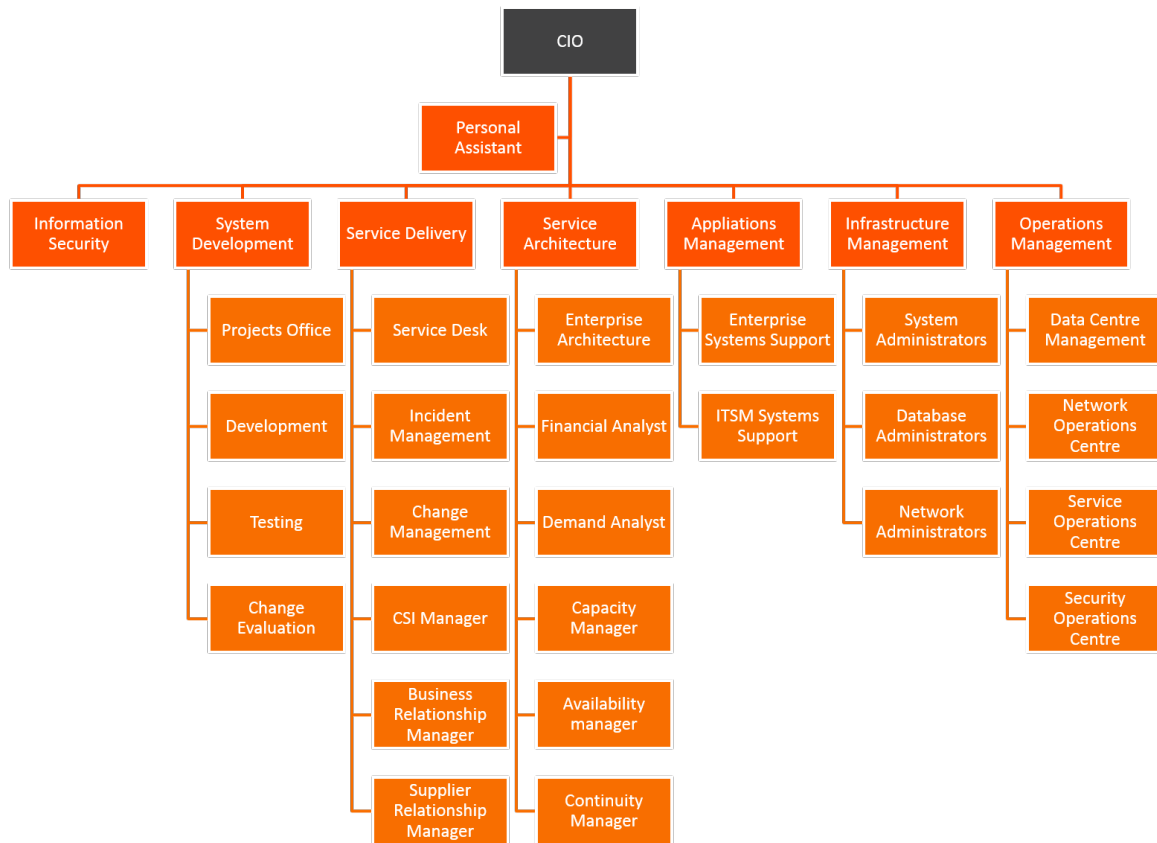 CIO
Personal
Assistant
Information
Security
System
Development
Service Delivery
Service
Architecture
Appliations
Management
Infrastructure
Management
Operations
Management
Projects Office
Development
Testing
Change
Evaluation
Service Desk
Incident
Management
Change
Management
CSI Manager
Business
Relationship
Manager
Supplier
Relationship
Manager
Enterprise
Architecture
Financial Analyst
Demand Analyst
Capacity
Manager
Availability
manager
Continuity
Manager
Enterprise
Systems Support
ITSM Systems
Support
System
Administrators
Database
Administrators
Network
Administrators
Data Centre
Management
Network
Operations
Centre
Service
Operations
Centre
Security
Operations
Centre